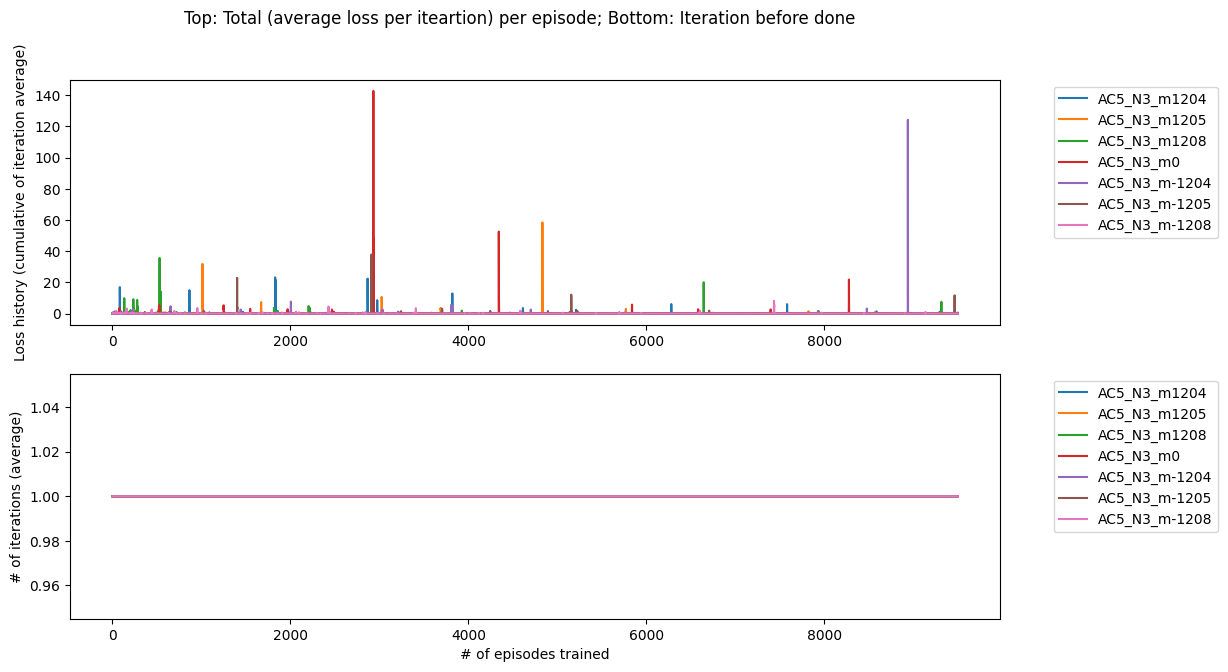 Top: Total (average loss per iteartion) per episode; Bottom: Iteration before done
Loss history (cumulative of iteration average)
140
120
100
80
60
40
20
0
0
2000
4000
6000
8000
AC5_N3_m1204
AC5_N3_m1205
AC5_N3_m1208
AC5_N3_m0
AC5_N3_m-1204
AC5_N3_m-1205
AC5_N3_m-1208
# of iterations (average)
1.04
1.02
1.00
0.98
0.96
0
2000
4000
6000
8000
# of episodes trained
AC5_N3_m1204
AC5_N3_m1205
AC5_N3_m1208
AC5_N3_m0
AC5_N3_m-1204
AC5_N3_m-1205
AC5_N3_m-1208